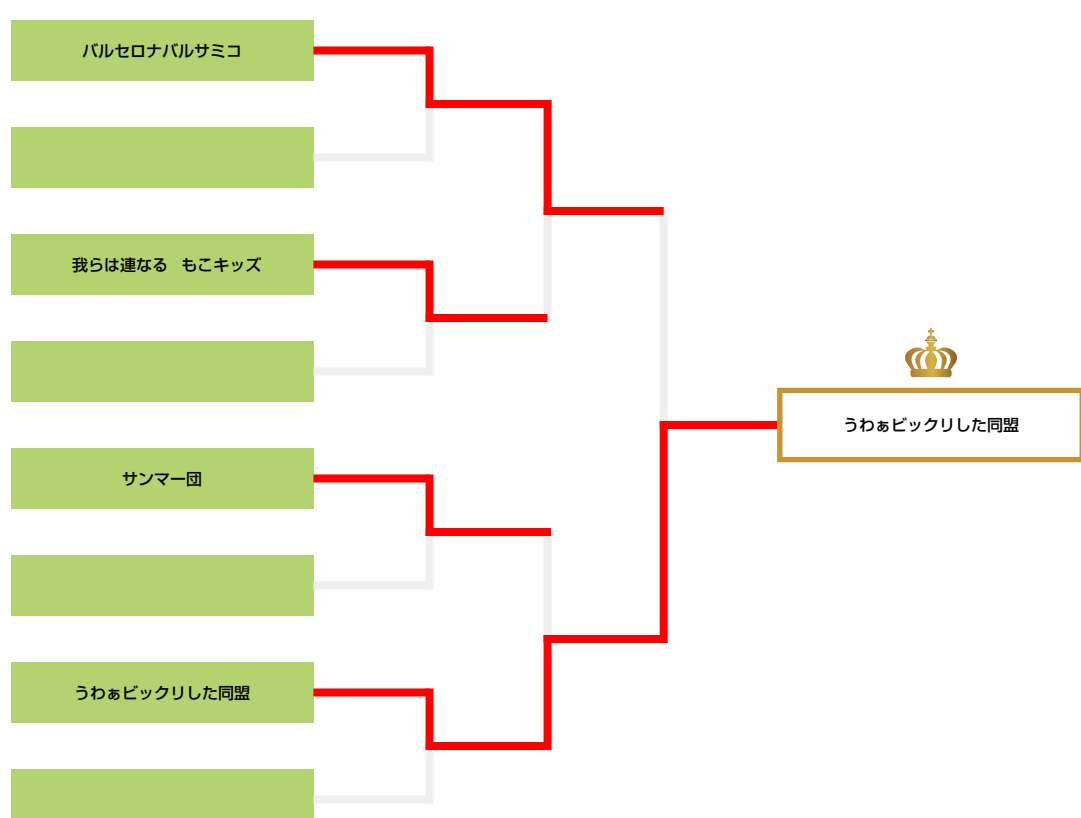 バルセロナバルサミコ
我らは連なる　もこキッズ
サンマー団
うわぁビックリした同盟
うわぁビックリした同盟